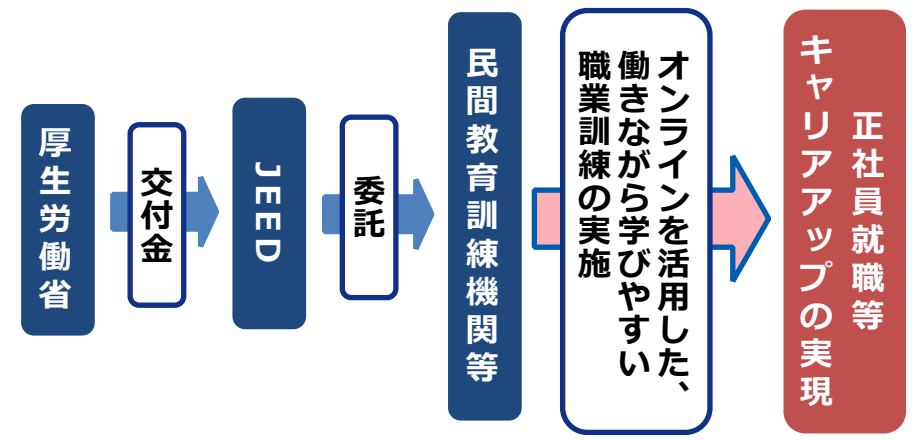 厚生労働省
交付金
JEED
委託
民間教育訓練機関等
オンラインを活用した、
働きながら学びやすい
職業訓練の実施
正社員就職等
キャリアアップの実現